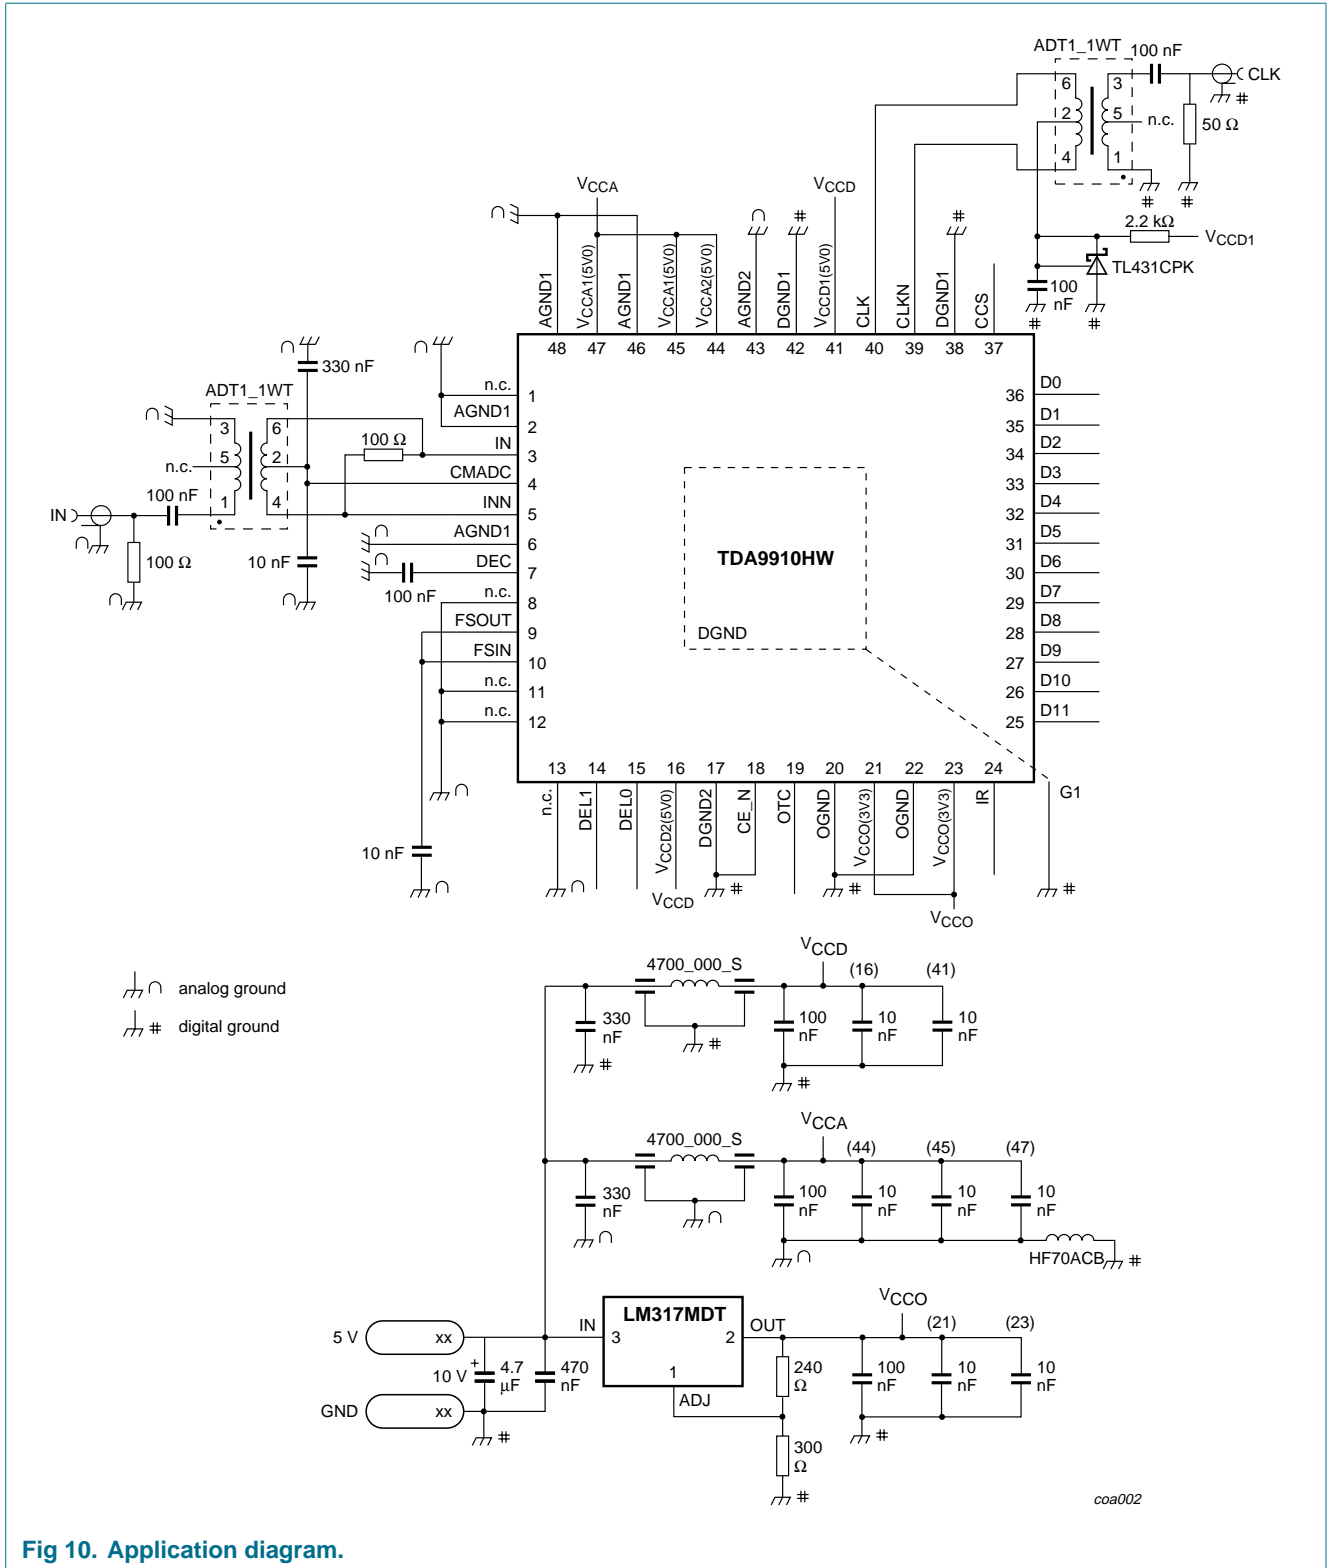 ADT1_1WT 100 nF
6 3 CLK
2 5 n.c. 50 Ω
4 1
#
#
#
VCCA VCCD
2.2 kΩ VCCD1
TL431CPK
100 nF
# #
AGND1 VCCA1(5V0) AGND1 VCCA1(5V0) VCCA2(5V0) AGND2 DGND1 VCCD1(5V0) CLK CLKN DGND1 CCS
# #
48 47 46 45 44 43 42 41 40 39 38 37
330 nF
ADT1_1WT
3 6
n.c. 5 2
1 4
100 Ω
IN
100 nF
100 Ω
10 nF
n.c. 1
AGND1 2
IN 3
CMADC 4
INN 5
AGND1 6
DEC 7
100 nF
n.c. 8
FSOUT 9
FSIN 10
n.c. 11
n.c. 12
10 nF
TDA9910HW
DGND
36 D0
35 D1
34 D2
33 D3
32 D4
31 D5
30 D6
29 D7
28 D8
27 D9
26 D10
25 D11
13 14 15 16 17 18 19 20 21 22 23 24
G1
n.c. DEL1 DEL0 VCCD2(5V0) DGND2 CE_N OTC OGND VCCO(3V3) OGND VCCO(3V3) IR
# # #
VCCD VCCO
analog ground
# digital ground
4700_000_S VCCD (16) (41)
330 nF 100 nF 10 nF 10 nF
# # #
4700_000_S VCCA (44) (45) (47)
330 nF 100 nF 10 nF 10 nF 10 nF
HF70ACB #
LM317MDT
5 V xx IN 3 2 OUT VCCO (21) (23)
10 V + 4.7 µF 470 nF 1 ADJ 240 Ω 100 nF 10 nF 10 nF
GND xx
# #
300 Ω
#
coa002
Fig 10. Application diagram.